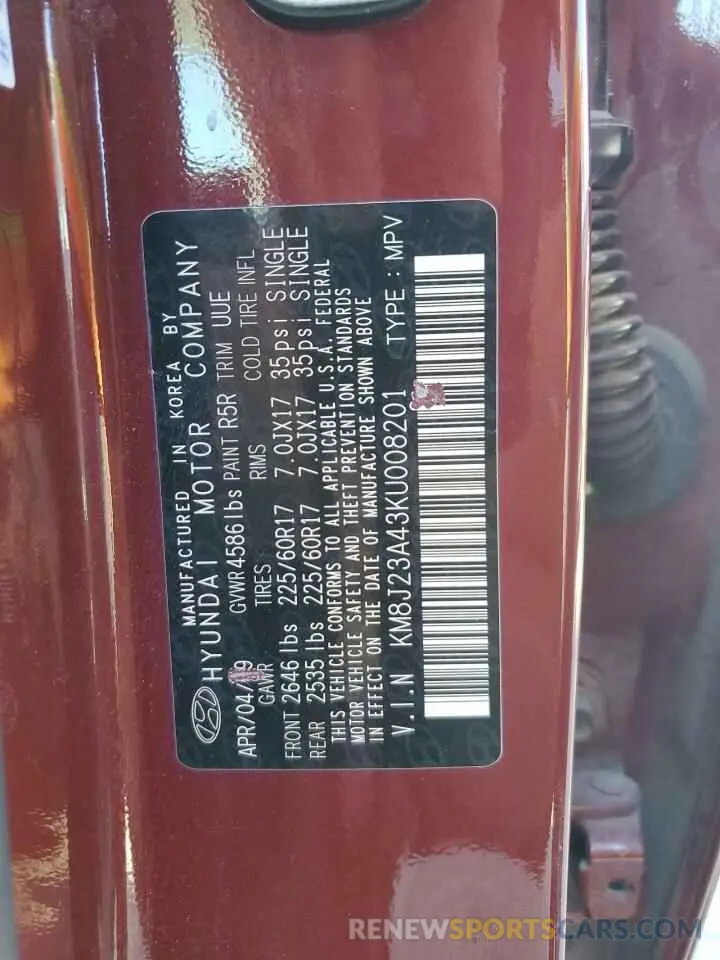 MANUFACTURED IN KOREA BY
HYUNDAI MOTOR COMPANY
APR/04/19 GVWR 4586 lbs PAINT R5R TRIM UUE
GAWR TIRES RIMS COLD TIRE INFL
FRONT 2646 lbs 225/60R17 7.0JX17 35psi SINGLE
REAR 2535 lbs 225/60R17 7.0JX17 35psi SINGLE
THIS VEHICLE CONFORMS TO ALL APPLICABLE U.S.A. FEDERAL
MOTOR VEHICLE SAFETY AND THEFT PREVENTION STANDARDS
IN EFFECT ON THE DATE OF MANUFACTURE SHOWN ABOVE
V.I.N KM8J23A43KU008201 TYPE : MPV
RENEWSPORTSCARS.COM